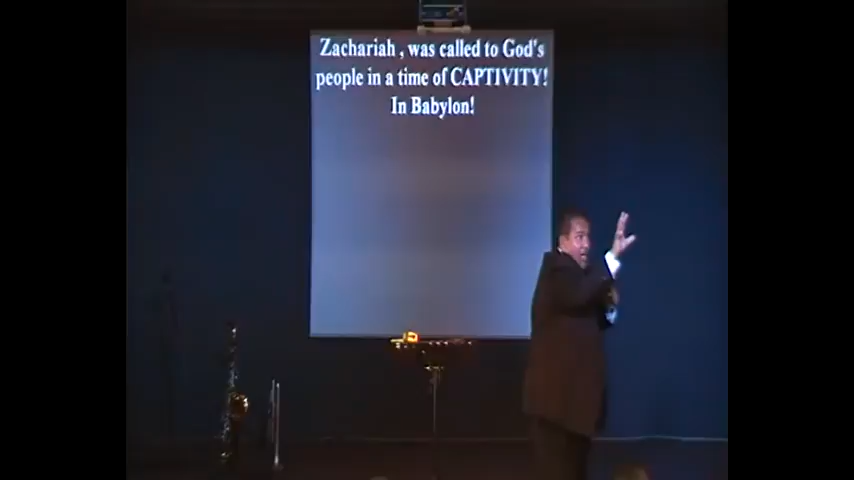 Zachariah , was called to God's
people in a time of CAPTIVITY!
In Babylon!